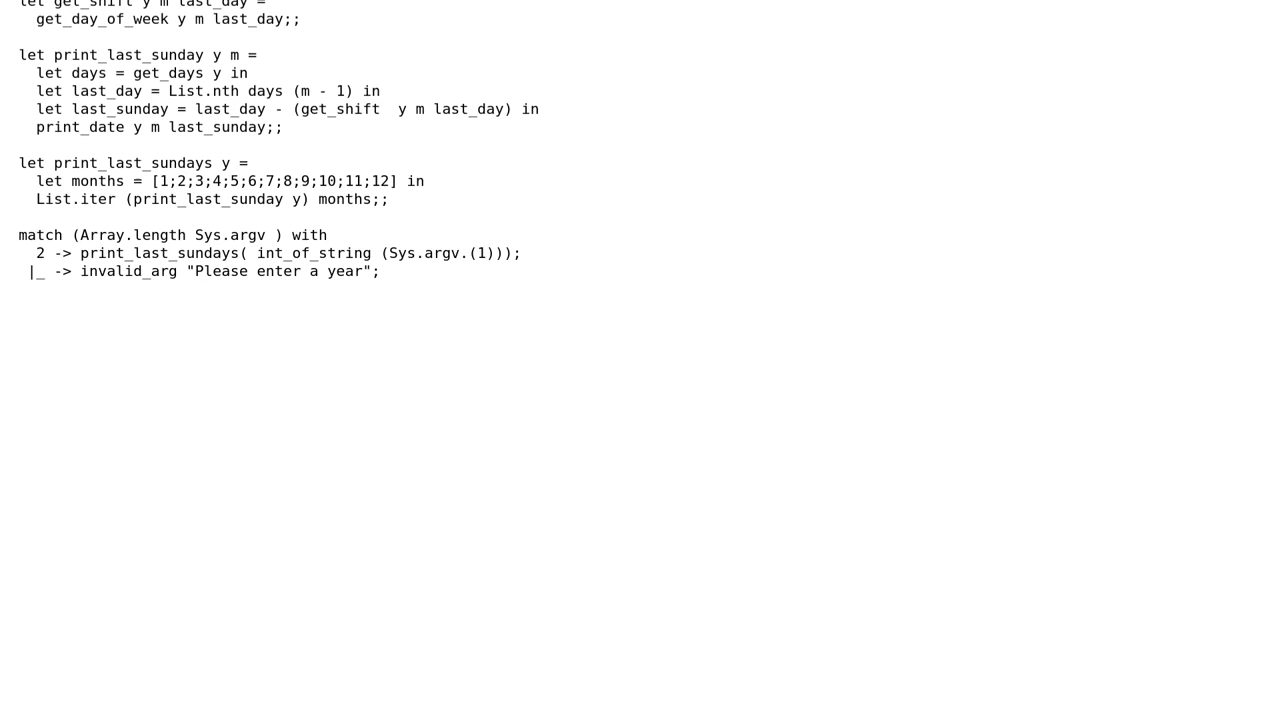 let get_shift y m last_day =
  get_day_of_week y m last_day;;

let print_last_sunday y m =
  let days = get_days y in
  let last_day = List.nth days (m - 1) in
  let last_sunday = last_day - (get_shift  y m last_day) in
  print_date y m last_sunday;;

let print_last_sundays y =
  let months = [1;2;3;4;5;6;7;8;9;10;11;12] in
  List.iter (print_last_sunday y) months;;

match (Array.length Sys.argv ) with
  2 -> print_last_sundays( int_of_string (Sys.argv.(1)));
 |_ -> invalid_arg "Please enter a year";